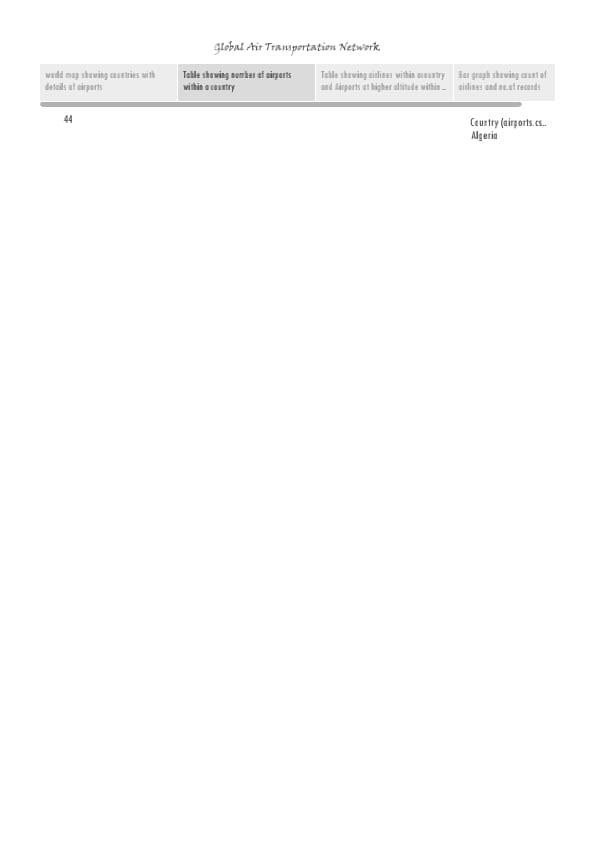 Global Air Transportation Network
world map showing countries with
details of airports
Table showing number of airports
within a country
Table showing airlines within acountry
and Airports at higher altitude within ..
Bar graph showing count of
airlines and no.of records
44
Country (airports.cs..
Algeria